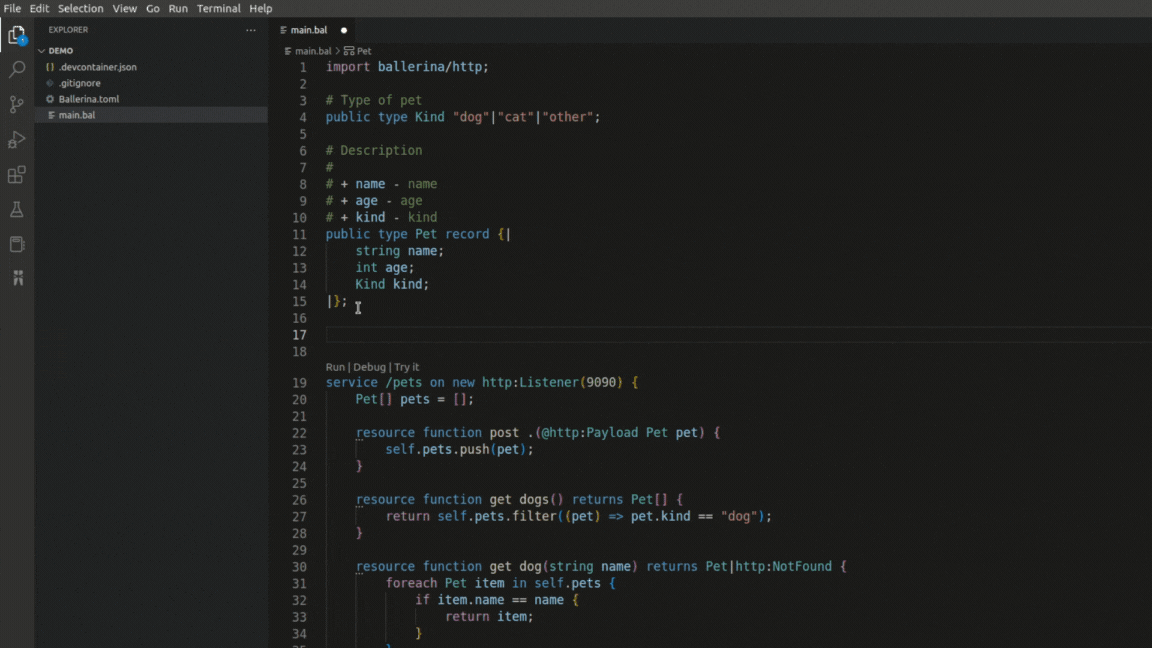 File Edit Selection View Go Run Terminal Help
EXPLORER ...
DEMO
.devcontainer.json
.gitignore
Ballerina.toml
main.bal
1
main.bal
main.bal > Pet
1 import ballerina/http;
2
3 # Type of pet
4 public type Kind "dog"|"cat"|"other";
5
6 # Description
7 #
8 # + name - name
9 # + age - age
10 # + kind - kind
11 public type Pet record {|
12 string name;
13 int age;
14 Kind kind;
15 |};
16
17
18
Run | Debug | Try it
19 service /pets on new http:Listener(9090) {
20 Pet[] pets = [];
21
22 resource function post .(@http:Payload Pet pet) {
23 self.pets.push(pet);
24 }
25
26 resource function get dogs() returns Pet[] {
27 return self.pets.filter((pet) => pet.kind == "dog");
28 }
29
30 resource function get dog(string name) returns Pet|http:NotFound {
31 foreach Pet item in self.pets {
32 if item.name == name {
33 return item;
34 }